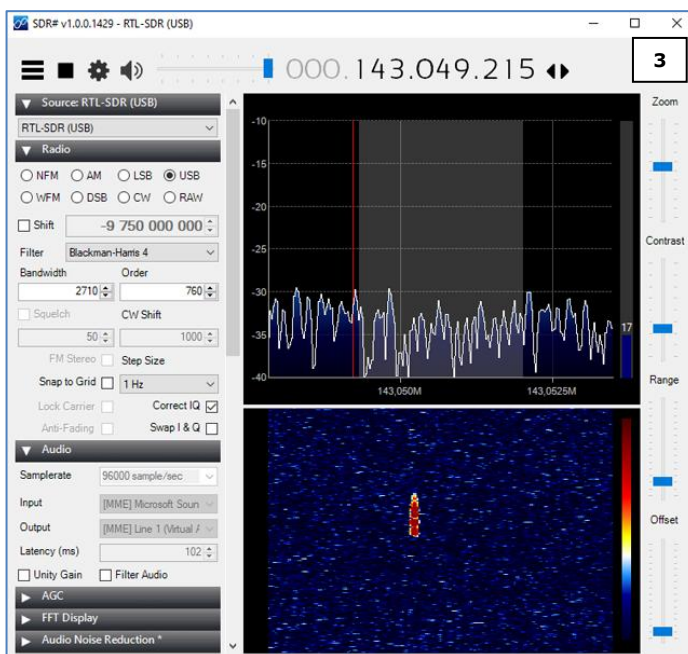 SDR# v1.0.0.1429 - RTL-SDR (USB)
000.143.049.215
3
Source: RTL-SDR (USB)
RTL-SDR (USB)
Radio
NFM AM LSB USB
WFM DSB CW RAW
Shift -9 750 000 000
Filter Blackman-Harris 4
Bandwidth Order
2710 760
Squelch CW Shift
50 1000
FM Stereo Step Size
Snap to Grid 1 Hz
Lock Carrier Correct IQ
Anti-Fading Swap I & Q
Audio
Samplerate 96000 sample/sec
Input [MME] Microsoft Soun
Output [MME] Line 1 (Virtual A
Latency (ms) 102
Unity Gain Filter Audio
AGC
FFT Display
Audio Noise Reduction *
-10
-15
-20
-25
-30
-35
-40
143,050M 143,0525M
17
Zoom
Contrast
Range
Offset